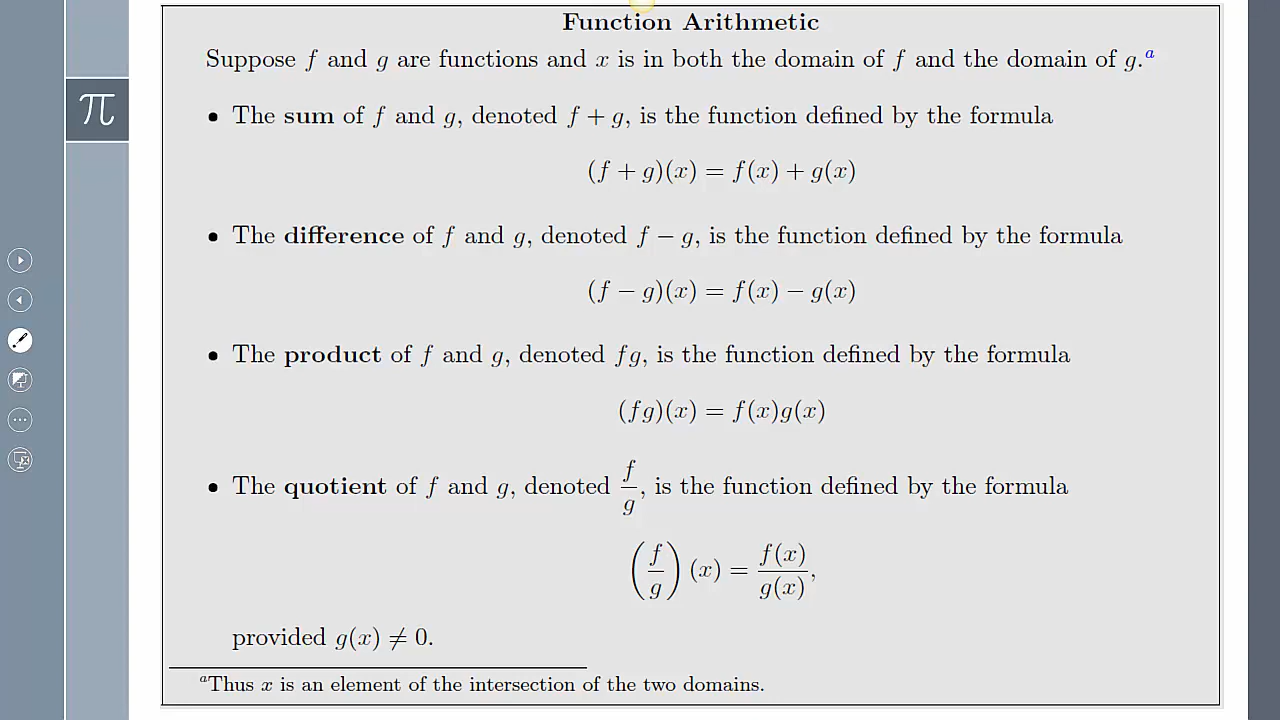 Function Arithmetic
Suppose f and g are functions and x is in both the domain of f and the domain of g.ᵃ
π
• The sum of f and g, denoted f + g, is the function defined by the formula
(f + g)(x) = f(x) + g(x)
• The difference of f and g, denoted f − g, is the function defined by the formula
(f − g)(x) = f(x) − g(x)
• The product of f and g, denoted fg, is the function defined by the formula
(fg)(x) = f(x)g(x)
• The quotient of f and g, denoted f/g, is the function defined by the formula
(f/g)(x) = f(x)/g(x),
provided g(x) ≠ 0.
ᵃThus x is an element of the intersection of the two domains.